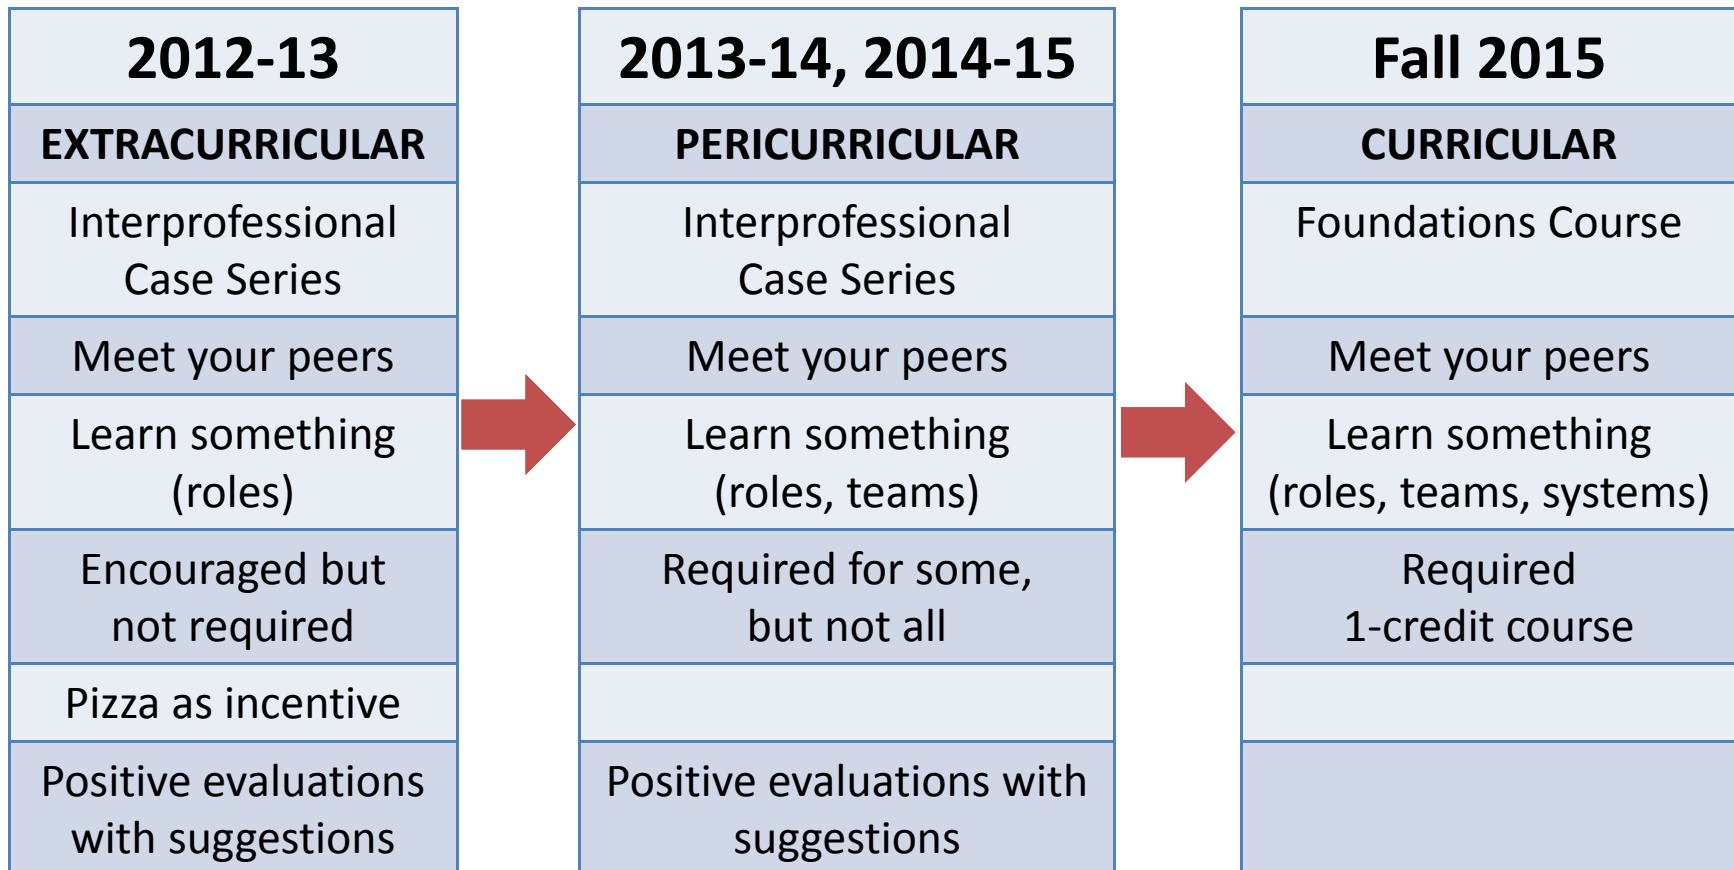 2012-13
EXTRACURRICULAR
Interprofessional
Case Series
Meet your peers
Learn something
(roles)
Encouraged but
not required
Pizza as incentive
Positive evaluations
with suggestions
2013-14, 2014-15
PERICURRICULAR
Interprofessional
Case Series
Meet your peers
Learn something
(roles, teams)
Required for some,
but not all
Positive evaluations with
suggestions
Fall 2015
CURRICULAR
Foundations Course
Meet your peers
Learn something
(roles, teams, systems)
Required
1-credit course